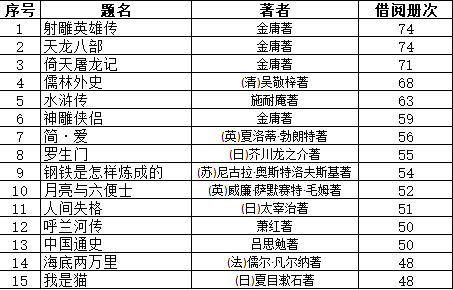 序号 题名 著者 借阅册次
1 射雕英雄传 金庸著 74
2 天龙八部 金庸著 74
3 倚天屠龙记 金庸著 71
4 儒林外史 (清)吴敬梓著 68
5 水浒传 施耐庵著 63
6 神雕侠侣 金庸著 59
7 简·爱 (英)夏洛蒂·勃朗特著 56
8 罗生门 (日)芥川龙之介著 55
9 钢铁是怎样炼成的 (苏)尼古拉·奥斯特洛夫斯基著 54
10 月亮与六便士 (英)威廉·萨默赛特·毛姆著 52
11 人间失格 (日)太宰治著 51
12 呼兰河传 萧红著 50
13 中国通史 吕思勉著 50
14 海底两万里 (法)儒尔·凡尔纳著 48
15 我是猫 (日)夏目漱石著 48